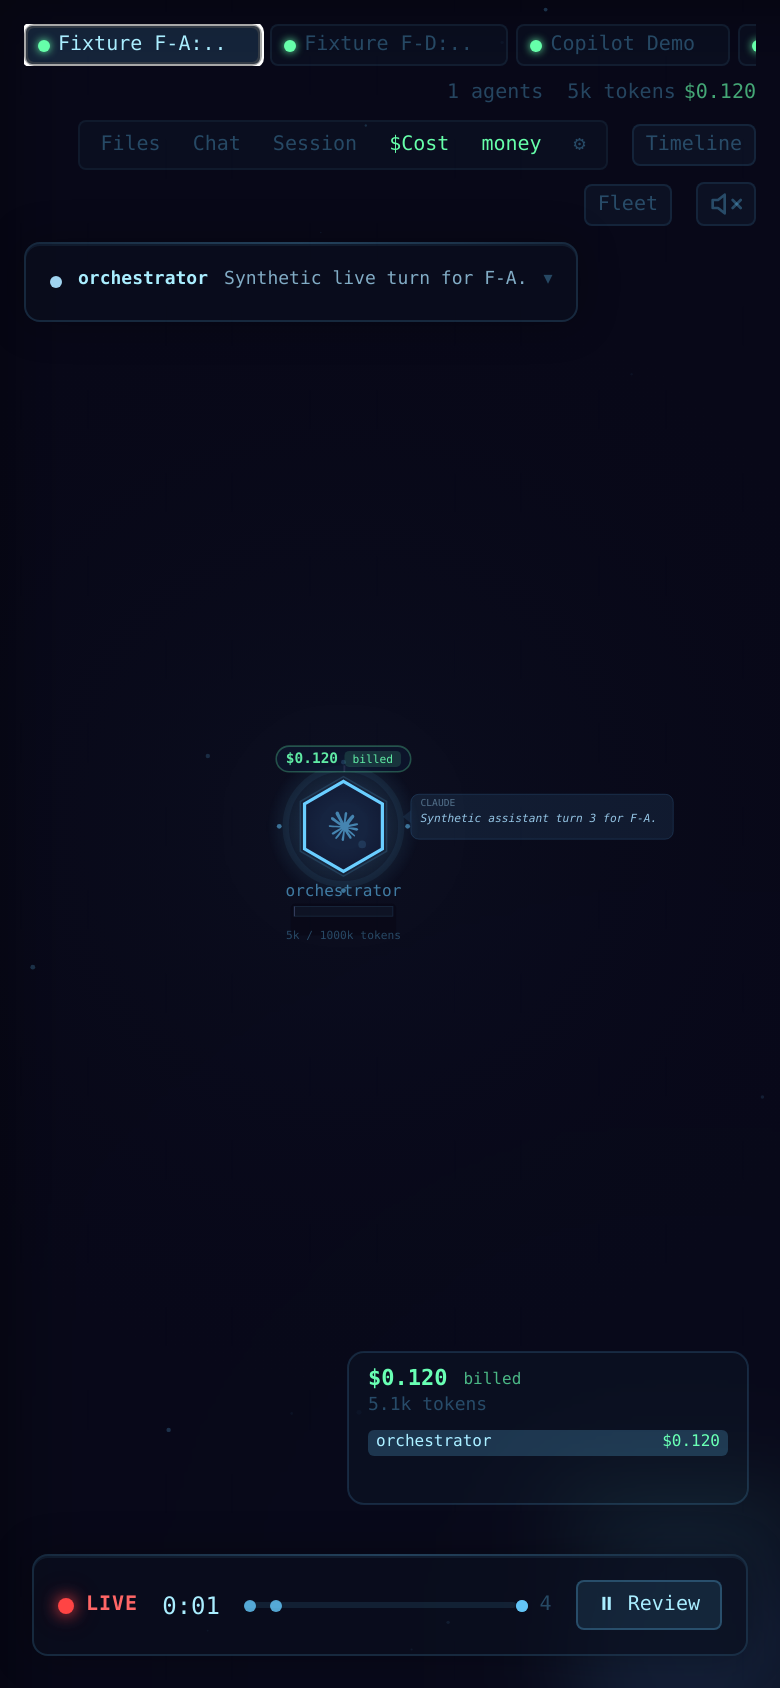 Fixture F-A:.. Fixture F-D:.. Copilot Demo
1 agents 5k tokens $0.120
Files Chat Session $Cost money ⚙ Timeline
Fleet
orchestrator Synthetic live turn for F-A. ▼
$0.120 billed
CLAUDE
Synthetic assistant turn 3 for F-A.
orchestrator
5k / 1000k tokens
$0.120 billed
5.1k tokens
orchestrator $0.120
LIVE 0:01 4 ⏸ Review